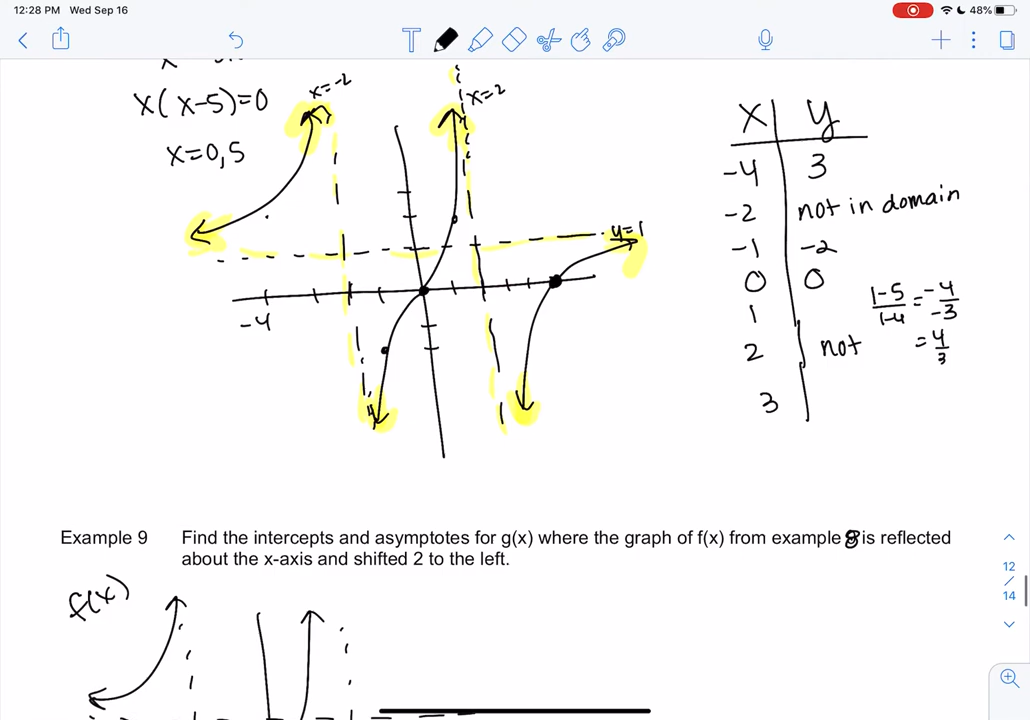 12:28 PM Wed Sep 16
48%
x(x-5)=0
x=0,5
x=-2
x=2
y=1
-4
x y
-4 3
-2 not in domain
-1 -2
0 0
1
1-5/1-4 = -4/-3
= 4/3
2 not
3
Example 9 Find the intercepts and asymptotes for g(x) where the graph of f(x) from example 8 is reflected
about the x-axis and shifted 2 to the left.
f(x)
12
/
14